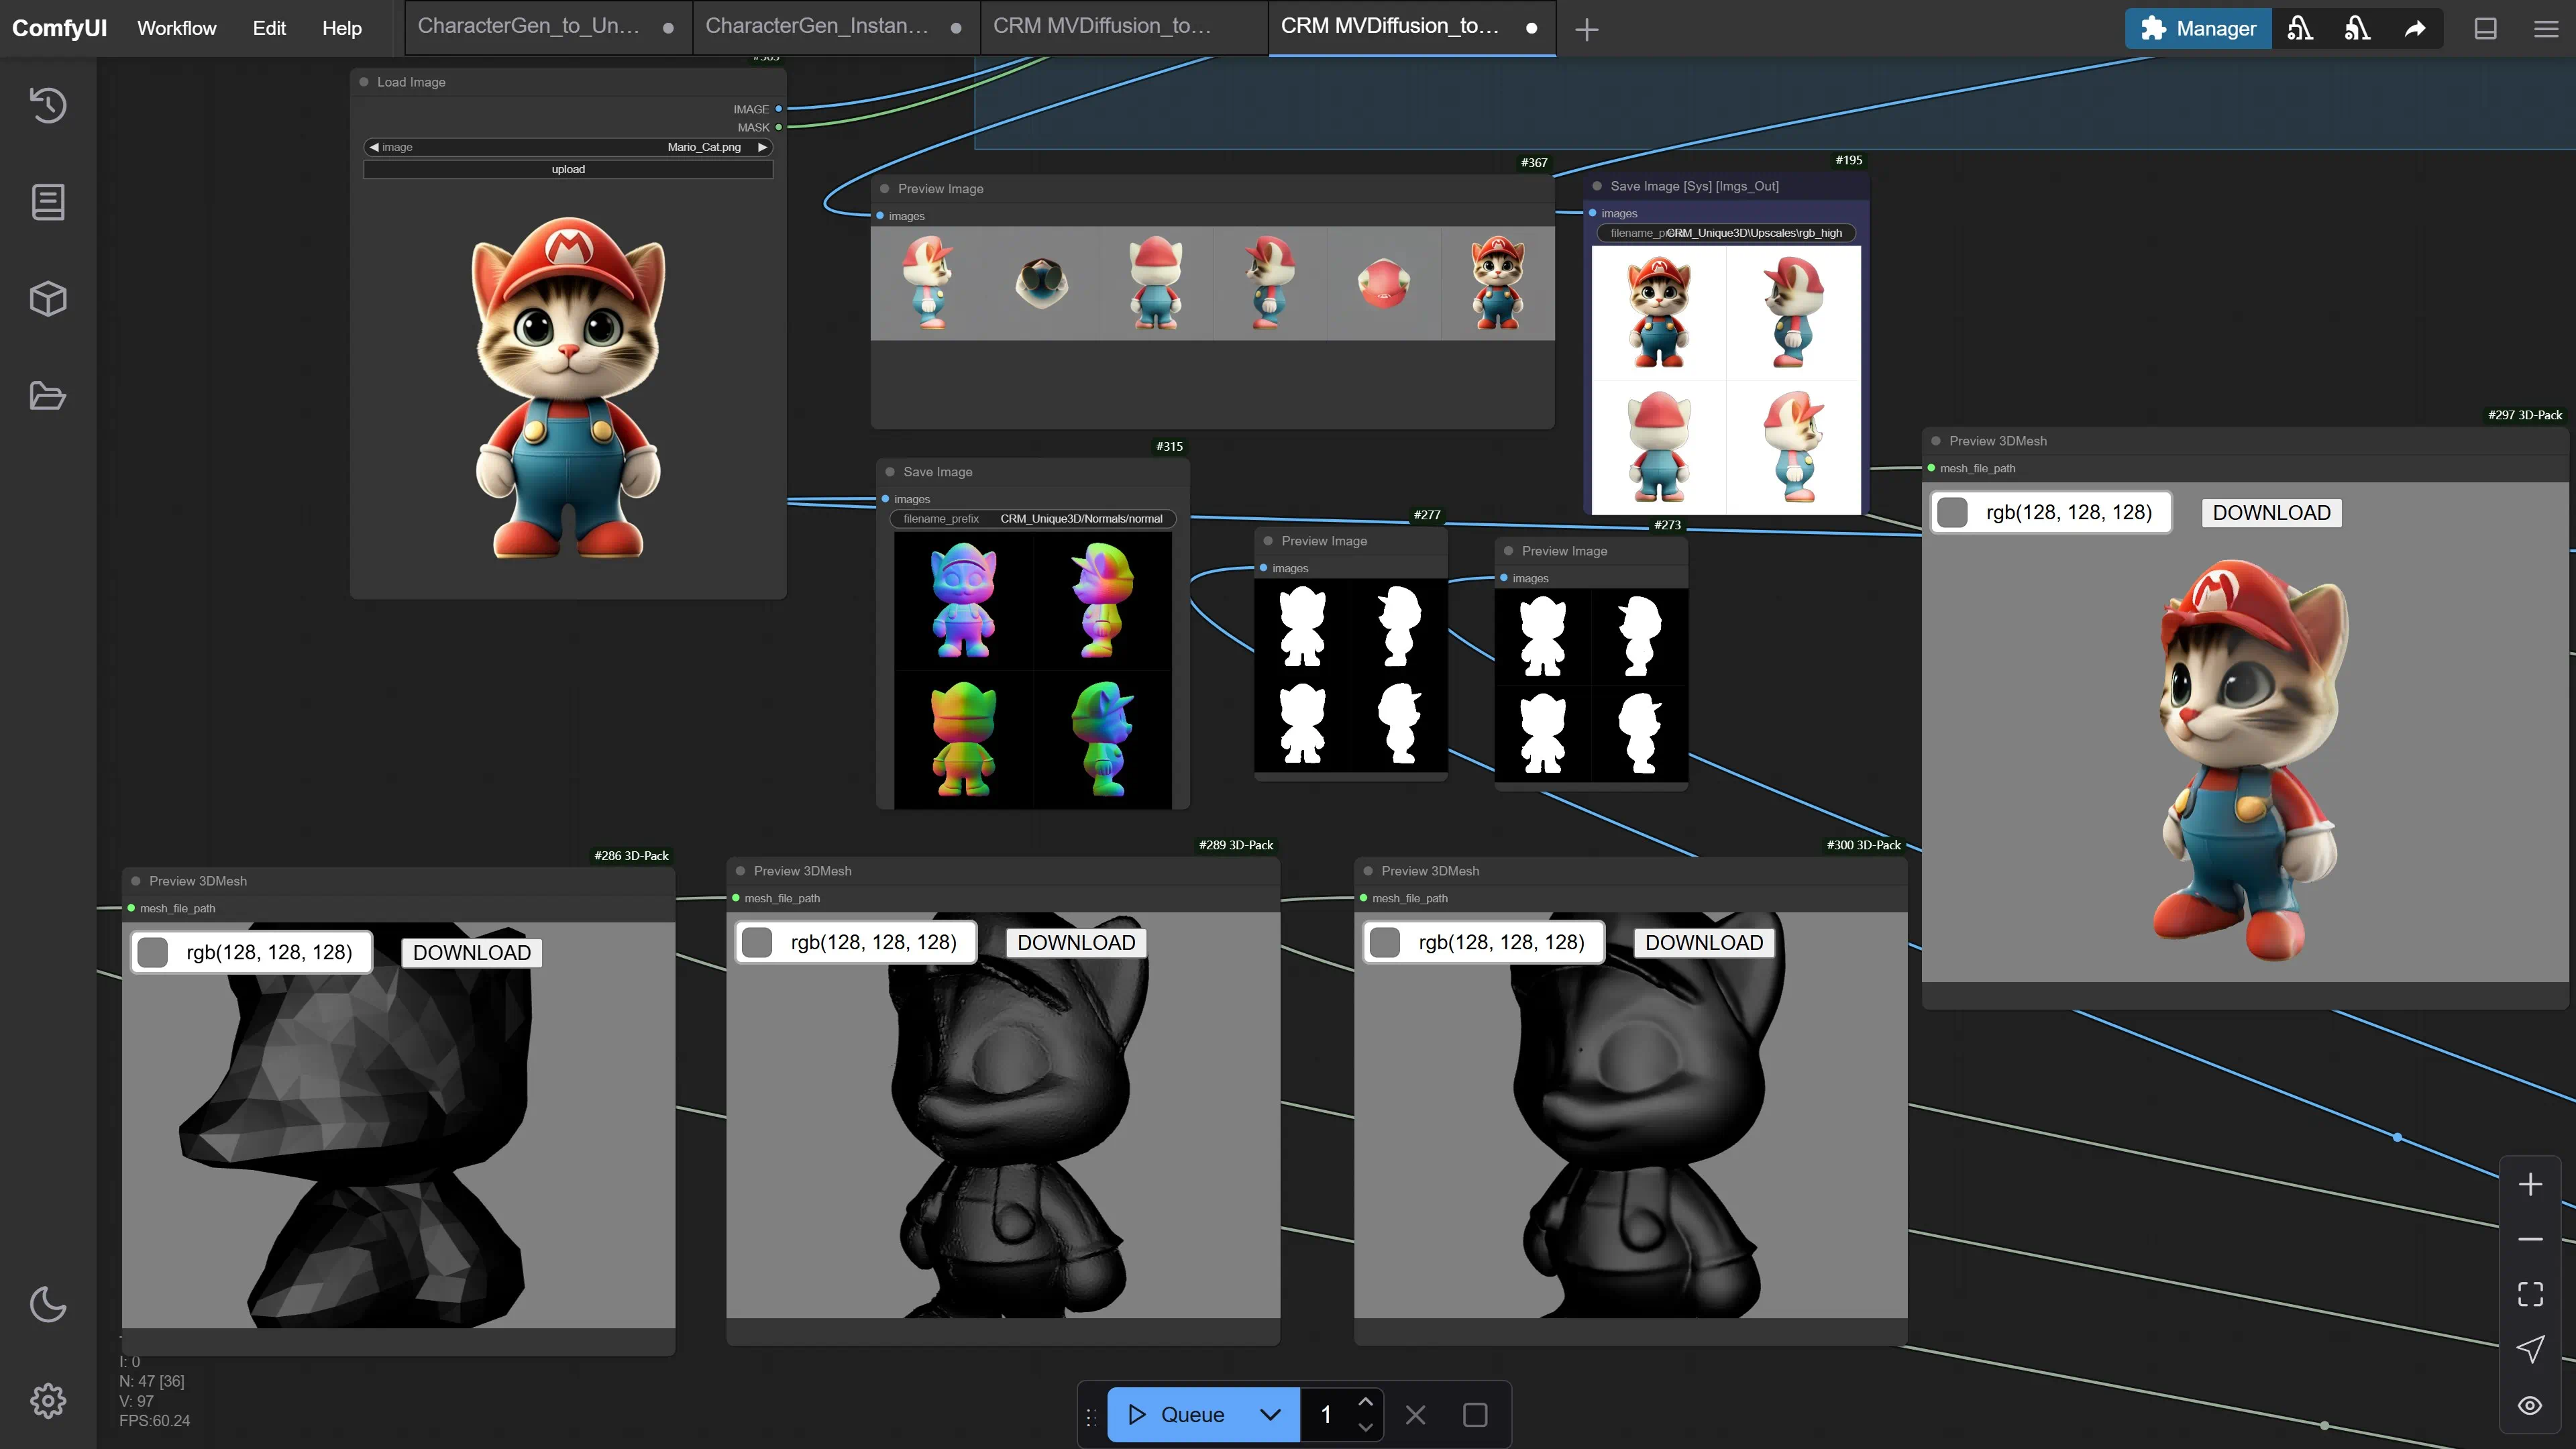 ComfyUI
Workflow
Edit
Help
CharacterGen_to_Un...
CharacterGen_Instan...
CRM MVDiffusion_to...
CRM MVDiffusion_to...
Manager
Load Image
IMAGE
MASK
image
Mario_Cat.png
upload
M
#367
Preview Image
images
#195
Save Image [Sys] [Imgs_Out]
images
CRM_Unique3D\Upscales\rgb_high
#315
Save Image
images
filename_prefix
CRM_Unique3D/Normals/normal
#277
Preview Image
images
#273
Preview Image
images
#297 3D-Pack
Preview 3DMesh
mesh_file_path
rgb(128, 128, 128)
DOWNLOAD
M
#286 3D-Pack
Preview 3DMesh
mesh_file_path
rgb(128, 128, 128)
DOWNLOAD
#289 3D-Pack
Preview 3DMesh
mesh_file_path
rgb(128, 128, 128)
DOWNLOAD
#300 3D-Pack
Preview 3DMesh
mesh_file_path
rgb(128, 128, 128)
DOWNLOAD
I: 0
N: 47 [36]
V: 97
FPS:60.24
Queue
1